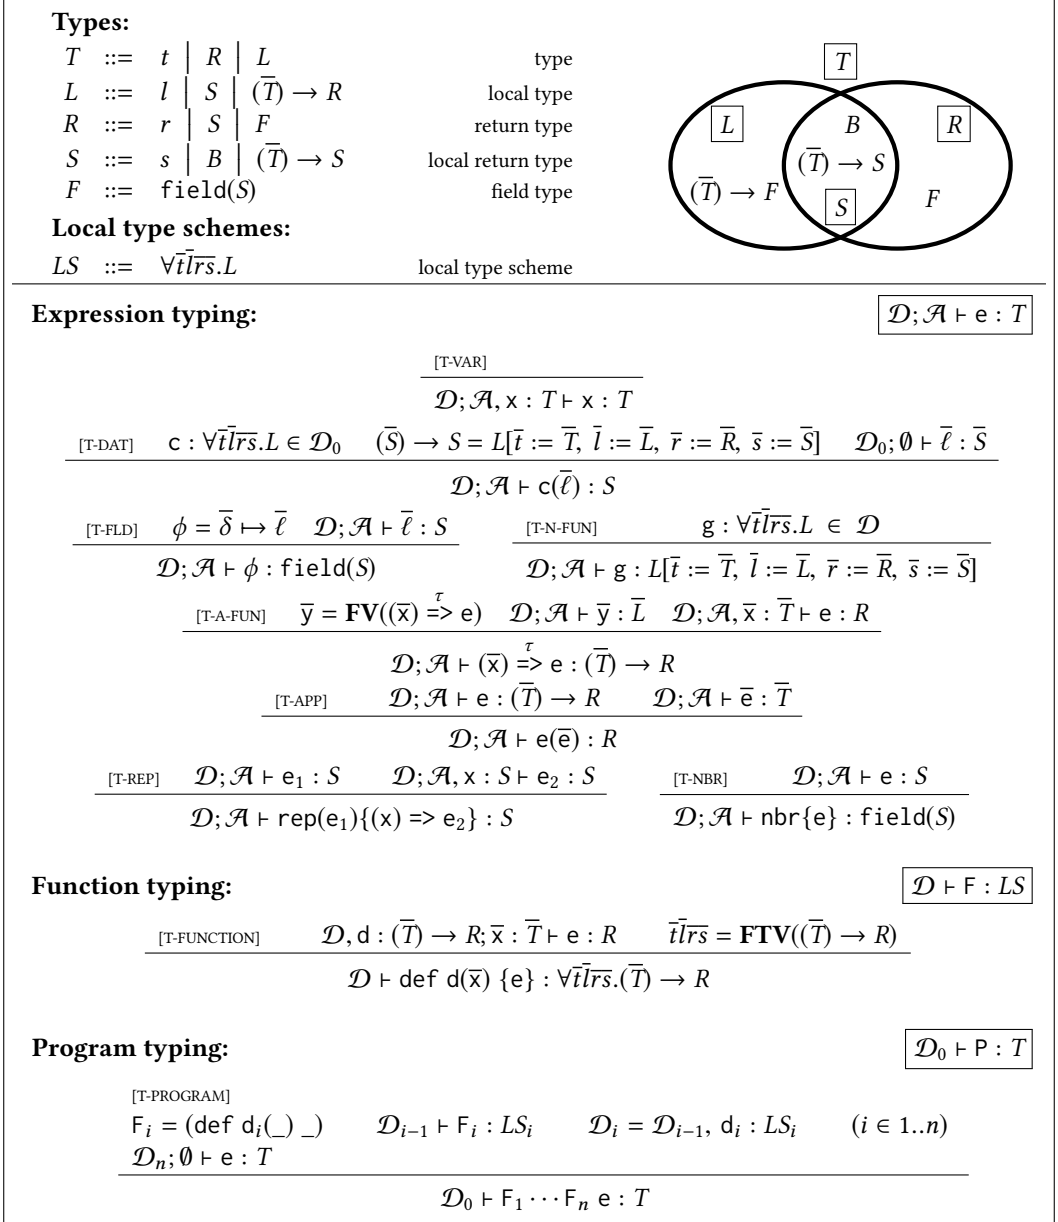 Types:
T ::= t | R | L type
L ::= l | S | (T̅) → R local type
R ::= r | S | F return type
S ::= s | B | (T̅) → S local return type
F ::= field(S) field type
Local type schemes:
LS ::= ∀t̅l̅r̅s̅.L local type scheme
T
L B R
(T̅) → S
(T̅) → F S F
Expression typing: 𝒟; 𝒜 ⊢ e : T
[T-VAR]
𝒟; 𝒜, x : T ⊢ x : T
[T-DAT] c : ∀t̅l̅r̅s̅.L ∈ 𝒟₀ (S̅) → S = L[t̅ := T̅, l̅ := L̅, r̅ := R̅, s̅ := S̅] 𝒟₀; ∅ ⊢ ℓ̅ : S̅
𝒟; 𝒜 ⊢ c(ℓ̅) : S
[T-FLD] ϕ = δ̅ ↦ ℓ̅ 𝒟; 𝒜 ⊢ ℓ̅ : S [T-N-FUN] g : ∀t̅l̅r̅s̅.L ∈ 𝒟
𝒟; 𝒜 ⊢ ϕ : field(S) 𝒟; 𝒜 ⊢ g : L[t̅ := T̅, l̅ := L̅, r̅ := R̅, s̅ := S̅]
[T-A-FUN] y̅ = FV((x̅) =>^τ e) 𝒟; 𝒜 ⊢ y̅ : L̅ 𝒟; 𝒜, x̅ : T̅ ⊢ e : R
𝒟; 𝒜 ⊢ (x̅) =>^τ e : (T̅) → R
[T-APP] 𝒟; 𝒜 ⊢ e : (T̅) → R 𝒟; 𝒜 ⊢ e̅ : T̅
𝒟; 𝒜 ⊢ e(e̅) : R
[T-REP] 𝒟; 𝒜 ⊢ e₁ : S 𝒟; 𝒜, x : S ⊢ e₂ : S [T-NBR] 𝒟; 𝒜 ⊢ e : S
𝒟; 𝒜 ⊢ rep(e₁){(x) => e₂} : S 𝒟; 𝒜 ⊢ nbr{e} : field(S)
Function typing: 𝒟 ⊢ F : LS
[T-FUNCTION] 𝒟, d : (T̅) → R; x̅ : T̅ ⊢ e : R t̅l̅r̅s̅ = FTV((T̅) → R)
𝒟 ⊢ def d(x̅) {e} : ∀t̅l̅r̅s̅.(T̅) → R
Program typing: 𝒟₀ ⊢ P : T
[T-PROGRAM]
Fᵢ = (def dᵢ(_) _) 𝒟ᵢ₋₁ ⊢ Fᵢ : LSᵢ 𝒟ᵢ = 𝒟ᵢ₋₁, dᵢ : LSᵢ (i ∈ 1..n)
𝒟ₙ; ∅ ⊢ e : T
𝒟₀ ⊢ F₁ ⋯ Fₙ e : T